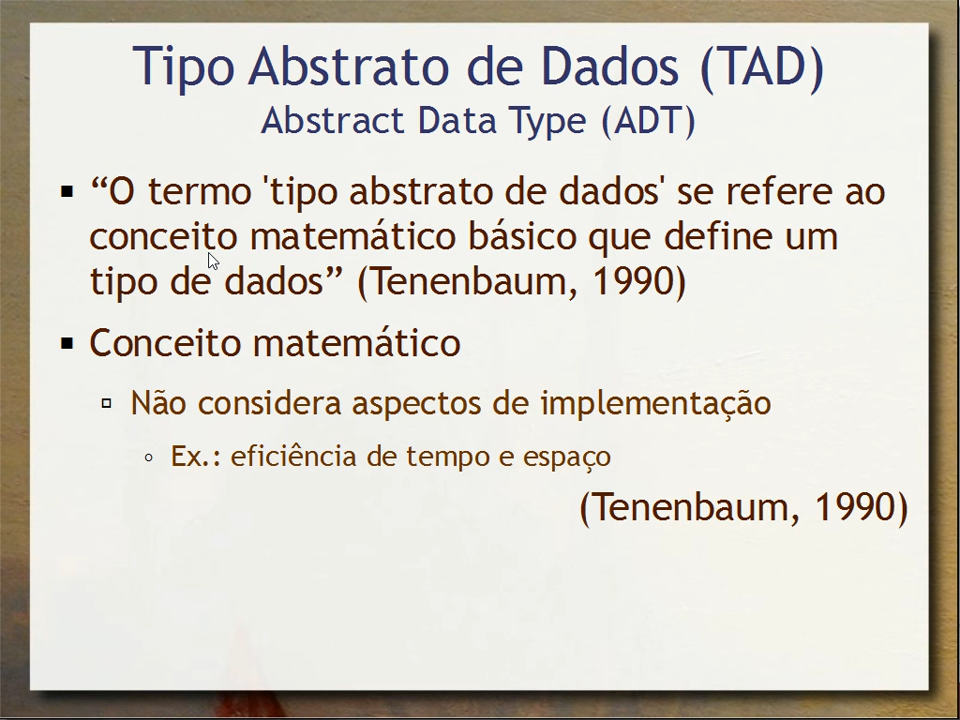 Tipo Abstrato de Dados (TAD)
Abstract Data Type (ADT)
“O termo 'tipo abstrato de dados' se refere ao
conceito matemático básico que define um
tipo de dados” (Tenenbaum, 1990)
Conceito matemático
Não considera aspectos de implementação
Ex.: eficiência de tempo e espaço
(Tenenbaum, 1990)